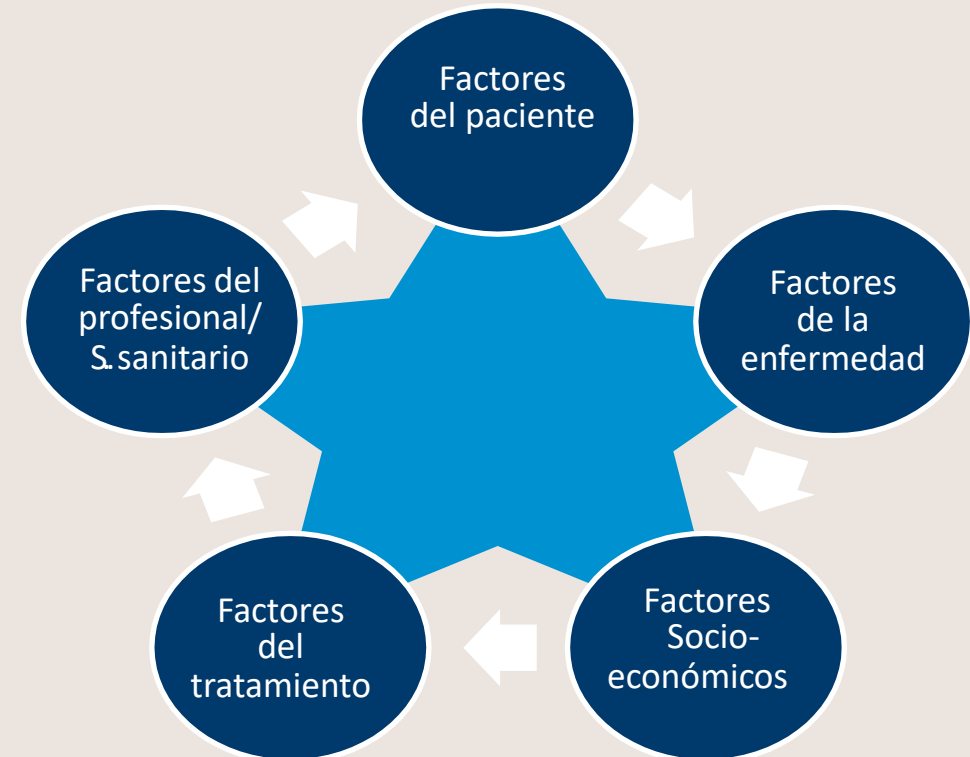 Factores
del paciente
Factores
de la
enfermedad
Factores
Socio-
económicos
Factores
del
tratamiento
Factores del
profesional/
S. sanitario